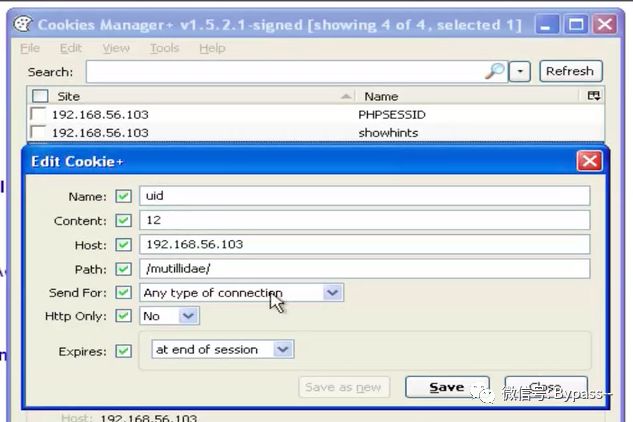 Cookies Manager+ v1.5.2.1-signed [showing 4 of 4, selected 1]
File Edit View Tools Help
Search: Refresh
Site Name
192.168.56.103 PHPSESSID
192.168.56.103 showhints
Edit Cookie+
Name: uid
Content: 12
Host: 192.168.56.103
Path: /mutillidae/
Send For: Any type of connection
Http Only: No
Expires: at end of session
Save as new Save Close
微信号: Bypass--
Host: 192.168.56.103